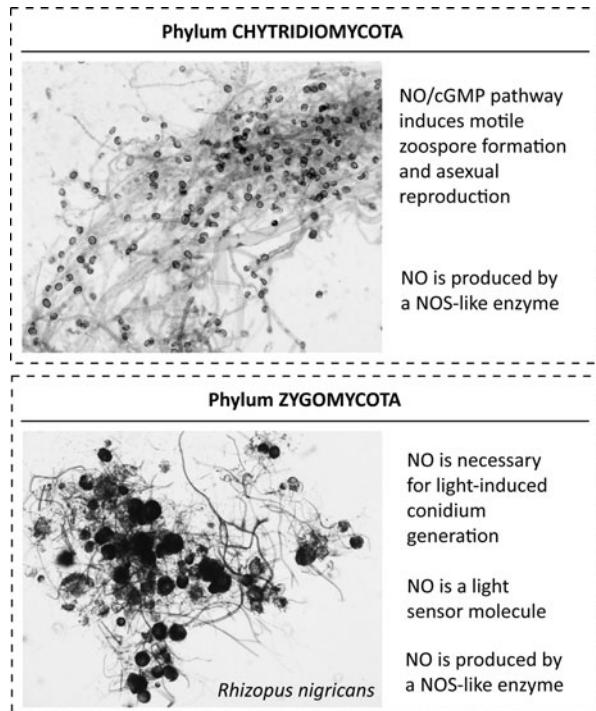 Phylum CHYTRIDIOMYCOTA
NO/cGMP pathway
induces motile
zoospore formation
and asexual
reproduction
NO is produced by
a NOS-like enzyme
Phylum ZYGOMYCOTA
NO is necessary
for light-induced
conidium
generation
NO is a light
sensor molecule
NO is produced by
a NOS-like enzyme
Rhizopus nigricans